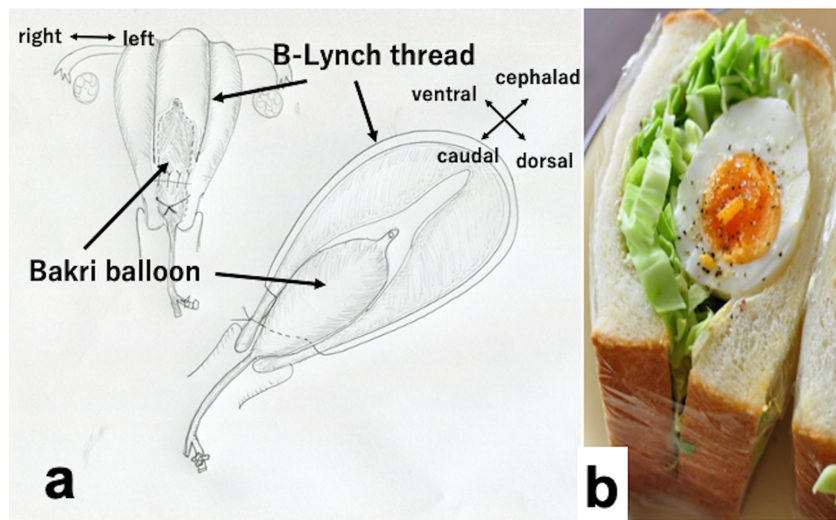 right left
B-Lynch thread
cephalad
ventral
caudal
dorsal
Bakri balloon
a
b